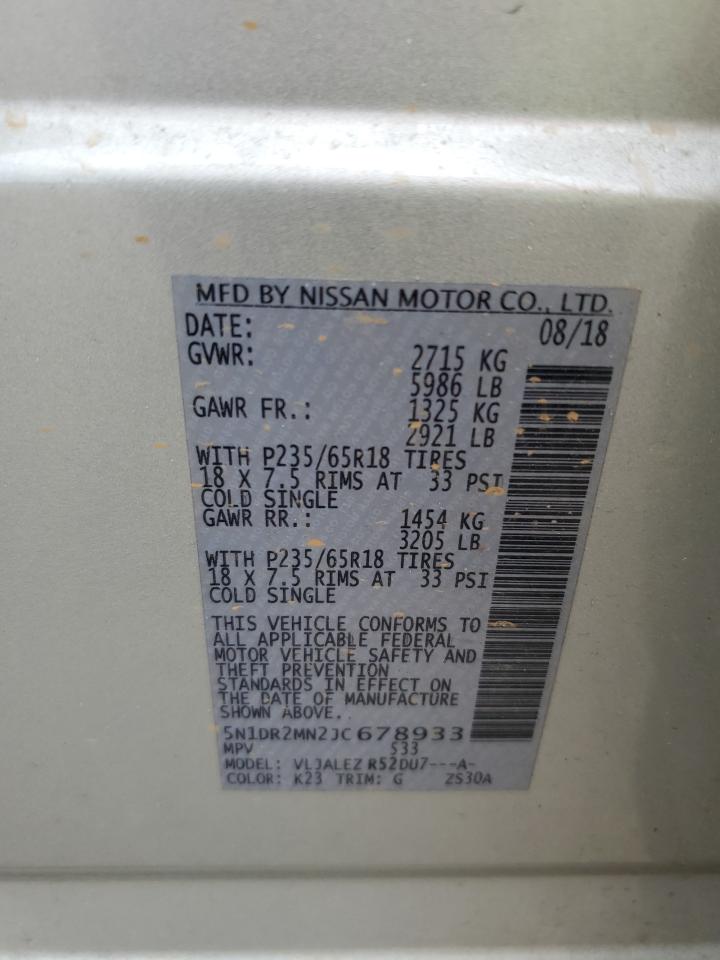 MFD BY NISSAN MOTOR CO., LTD.
DATE: 08/18
GVWR: 2715 KG
5986 LB
GAWR FR.: 1325 KG
2921 LB
WITH P235/65R18 TIRES
18 X 7.5 RIMS AT 33 PSI
COLD SINGLE
GAWR RR.: 1454 KG
3205 LB
WITH P235/65R18 TIRES
18 X 7.5 RIMS AT 33 PSI
COLD SINGLE
THIS VEHICLE CONFORMS TO
ALL APPLICABLE FEDERAL
MOTOR VEHICLE SAFETY AND
THEFT PREVENTION
STANDARDS IN EFFECT ON
THE DATE OF MANUFACTURE
SHOWN ABOVE.
5N1DR2MN2JC678933
MPV 533
MODEL: VLJALEZ R52DU7---A-
COLOR: K23 TRIM: G ZS30A